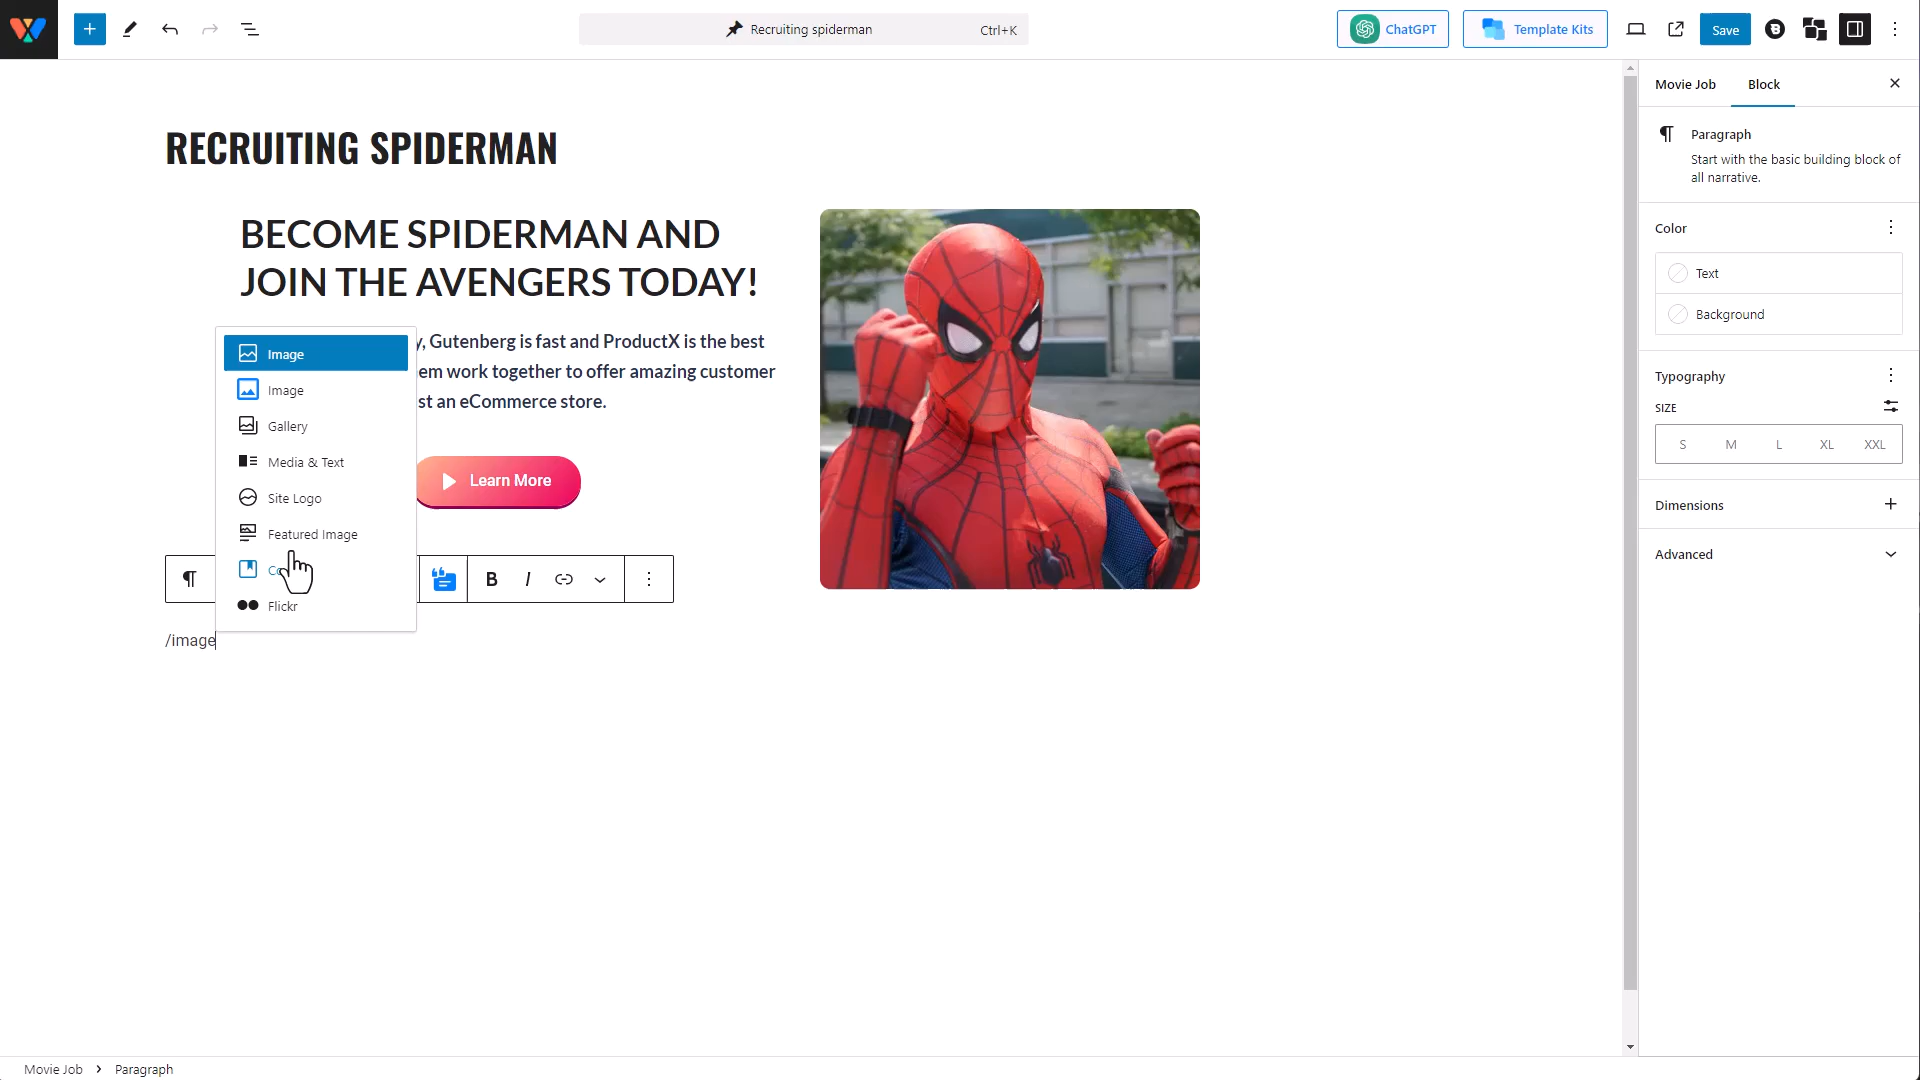 Recruiting spiderman
Ctrl+K
ChatGPT
Template Kits
Save
RECRUITING SPIDERMAN
BECOME SPIDERMAN AND
JOIN THE AVENGERS TODAY!
Gutenberg is fast and ProductX is the best
work together to offer amazing customer
an eCommerce store.
Learn More
Image
Image
Gallery
Media & Text
Site Logo
Featured Image
Flickr
B
I
/image
Movie Job
Block
Paragraph
Start with the basic building block of
all narrative.
Color
Text
Background
Typography
SIZE
S M L XL XXL
Dimensions
Advanced
Movie Job > Paragraph